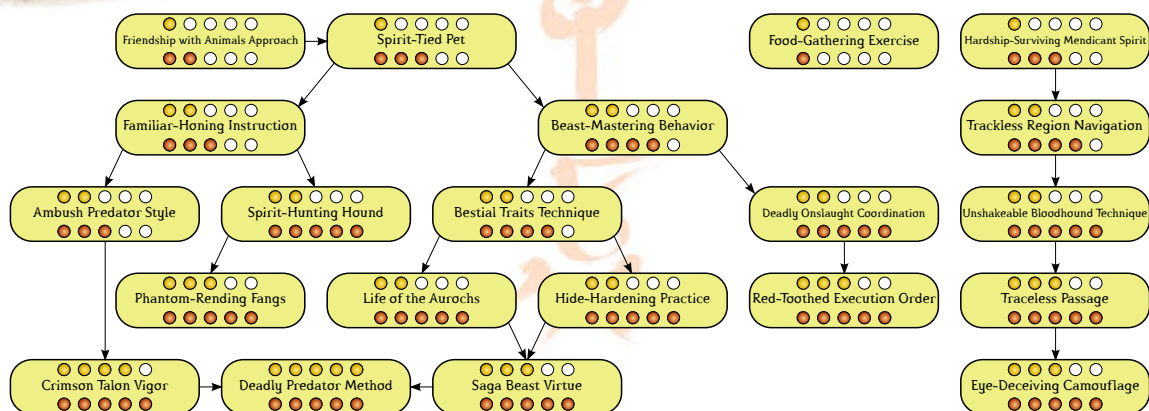 Friendship with Animals Approach
Spirit-Tied Pet
Food-Gathering Exercise
Hardship-Surviving Mendicant Spirit
Familiar-Honing Instruction
Beast-Mastering Behavior
Trackless Region Navigation
Ambush Predator Style
Spirit-Hunting Hound
Bestial Traits Technique
Deadly Onslaught Coordination
Unshakeable Bloodhound Technique
Phantom-Rending Fangs
Life of the Aurochs
Hide-Hardening Practice
Red-Toothed Execution Order
Traceless Passage
Crimson Talon Vigor
Deadly Predator Method
Saga Beast Virtue
Eye-Deceiving Camouflage